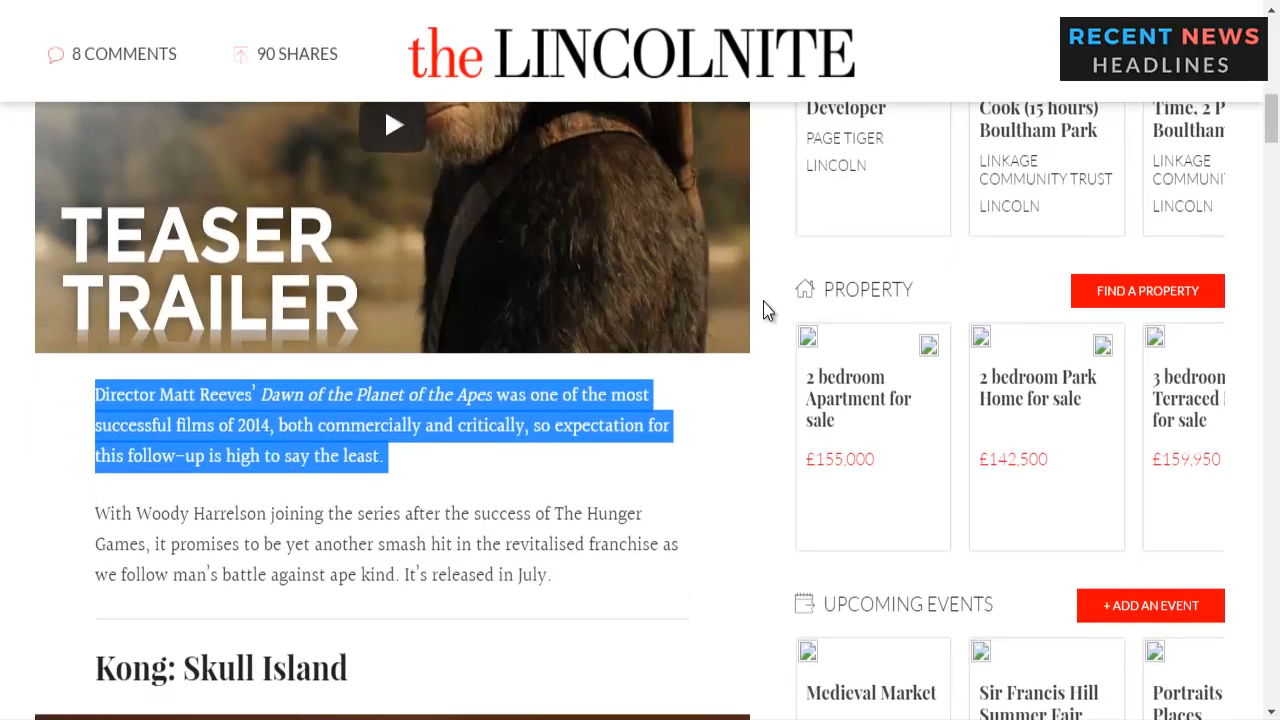 8 COMMENTS
90 SHARES
the LINCOLNITE
RECENT NEWS
HEADLINES
TEASER
TRAILER
Director Matt Reeves' Dawn of the Planet of the Apes was one of the most
successful films of 2014, both commercially and critically, so expectation for
this follow-up is high to say the least.
With Woody Harrelson joining the series after the success of The Hunger
Games, it promises to be yet another smash hit in the revitalised franchise as
we follow man's battle against ape kind. It's released in July.
Kong: Skull Island
Developer
PAGE TIGER
LINCOLN
Cook (15 hours)
Boultham Park
LINKAGE
COMMUNITY TRUST
LINCOLN
Time, 2 P
Boultham
LINKAGE
COMMUNI
LINCOLN
PROPERTY
FIND A PROPERTY
2 bedroom
Apartment for
sale
£155,000
2 bedroom Park
Home for sale
£142,500
3 bedroon
Terraced
for sale
£159,950
UPCOMING EVENTS
+ ADD AN EVENT
Medieval Market
Sir Francis Hill
Summer Fair
Portraits
Places